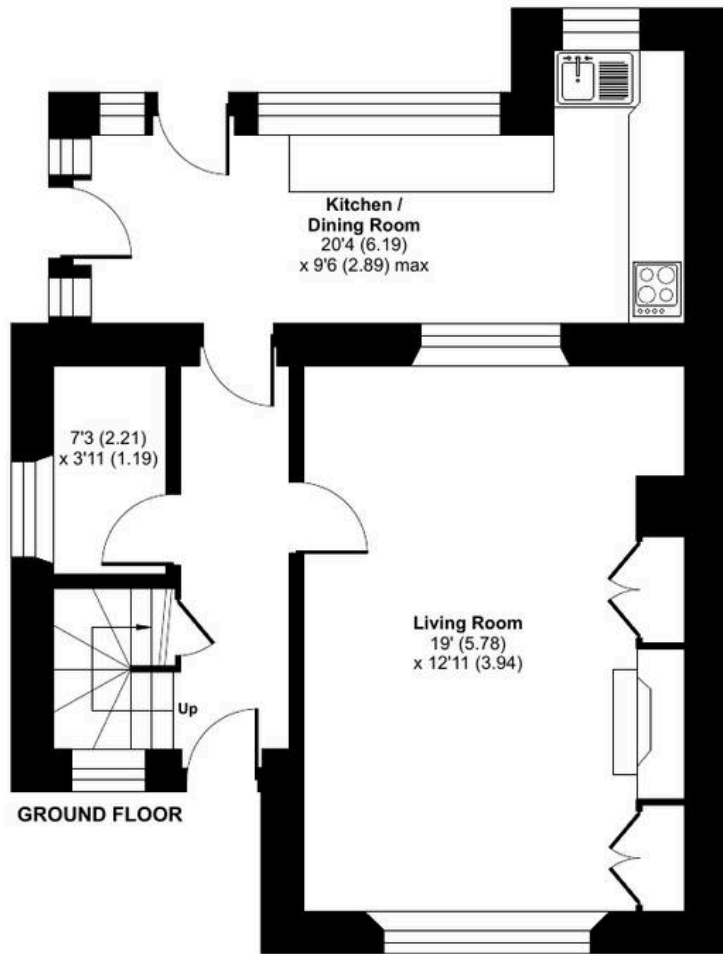 Kitchen /
Dining Room
20'4 (6.19)
x 9'6 (2.89) max
7'3 (2.21)
x 3'11 (1.19)
Living Room
19' (5.78)
x 12'11 (3.94)
Up
GROUND FLOOR